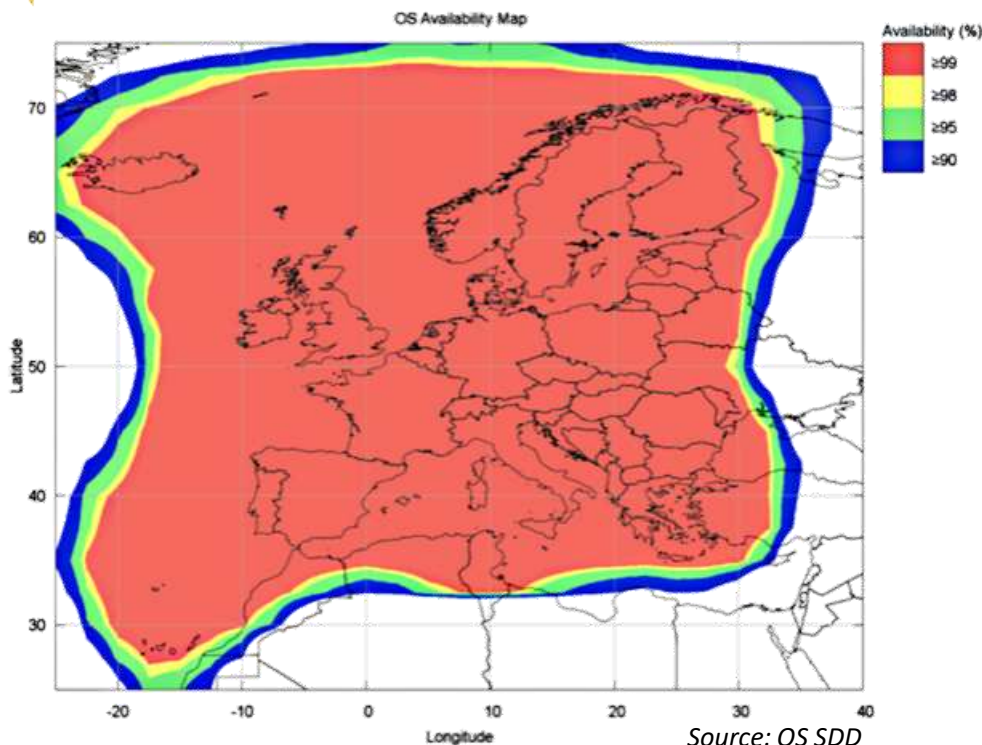 OS Availability Map
Availability (%)
≥99
≥98
≥95
≥90
70
60
50
40
30
Latitude
-20 -10 0 10 20 30 40
Longitude
Source: OS SDD